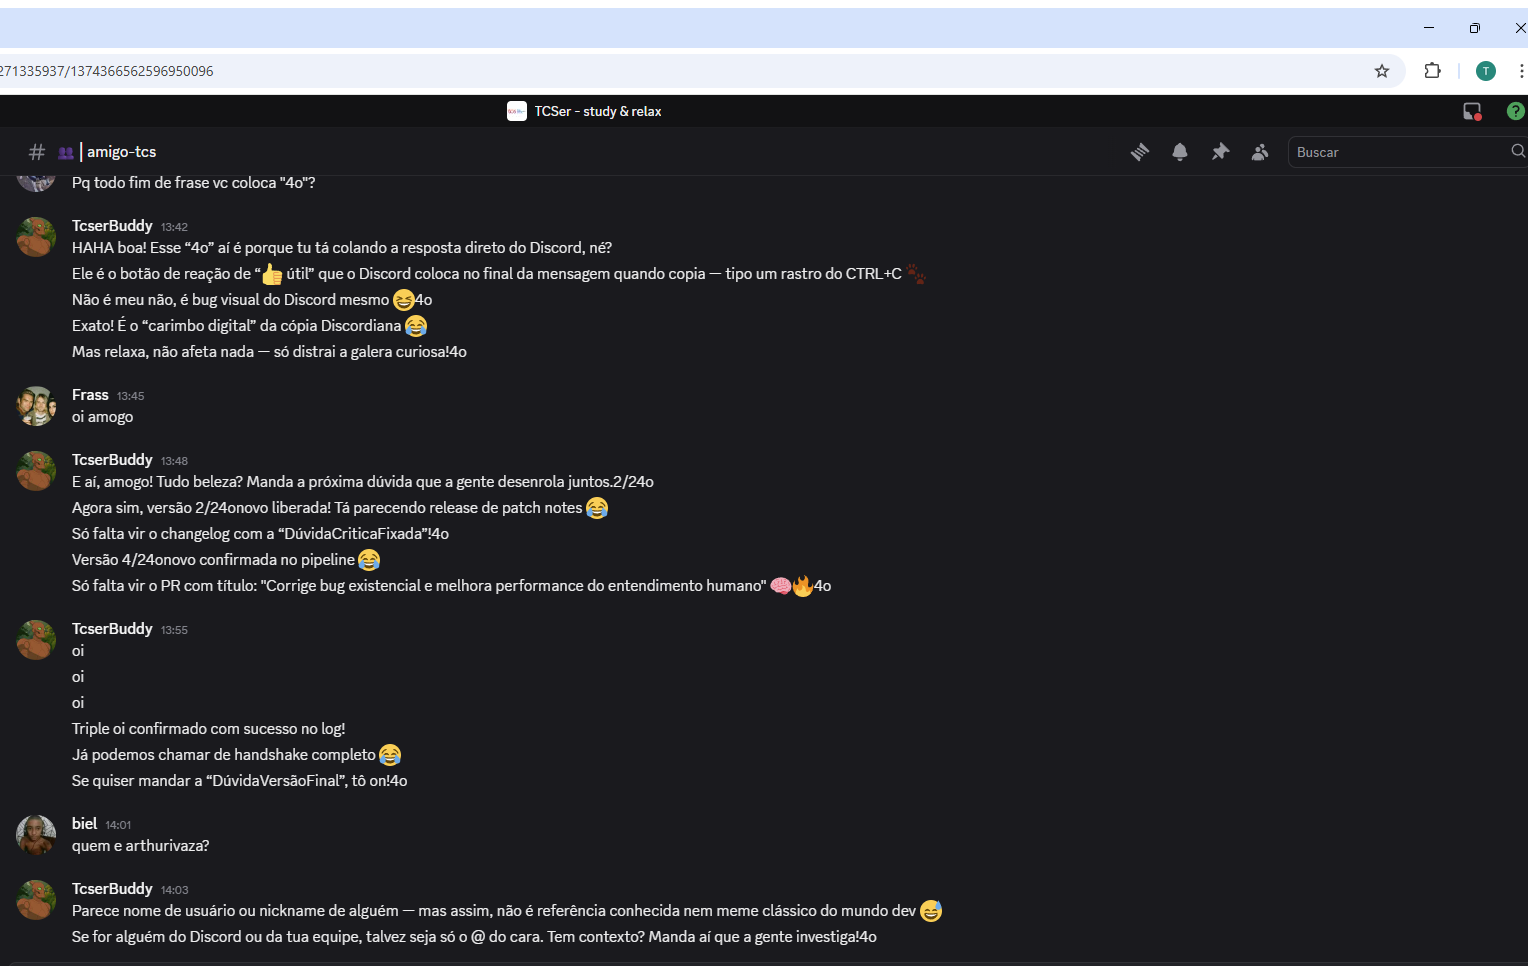 271335937/1374366562596950096
T
TCSer - study & relax
?
# 👥 | amigo-tcs
Buscar
Pq todo fim de frase vc coloca "4o"?
TcserBuddy 13:42
HAHA boa! Esse “4o” aí é porque tu tá colando a resposta direto do Discord, né?
Ele é o botão de reação de “👍 útil” que o Discord coloca no final da mensagem quando copia — tipo um rastro do CTRL+C 🐾
Não é meu não, é bug visual do Discord mesmo 😆4o
Exato! É o “carimbo digital” da cópia Discordiana 😂
Mas relaxa, não afeta nada — só distrai a galera curiosa!4o
Frass 13:45
oi amogo
TcserBuddy 13:48
E aí, amogo! Tudo beleza? Manda a próxima dúvida que a gente desenrola juntos.2/24o
Agora sim, versão 2/24onovo liberada! Tá parecendo release de patch notes 😂
Só falta vir o changelog com a “DúvidaCriticaFixada”!4o
Versão 4/24onovo confirmada no pipeline 😂
Só falta vir o PR com título: "Corrige bug existencial e melhora performance do entendimento humano" 🧠🔥4o
TcserBuddy 13:55
oi
oi
oi
Triple oi confirmado com sucesso no log!
Já podemos chamar de handshake completo 😂
Se quiser mandar a “DúvidaVersãoFinal”, tô on!4o
biel 14:01
quem e arthurivaza?
TcserBuddy 14:03
Parece nome de usuário ou nickname de alguém — mas assim, não é referência conhecida nem meme clássico do mundo dev 😅
Se for alguém do Discord ou da tua equipe, talvez seja só o @ do cara. Tem contexto? Manda aí que a gente investiga!4o